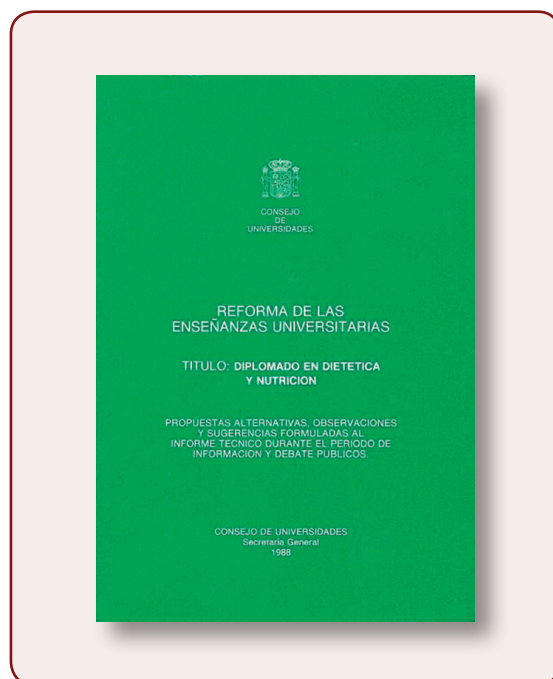 CONSEJO
DE
UNIVERSIDADES
REFORMA DE LAS
ENSEÑANZAS UNIVERSITARIAS
TITULO: DIPLOMADO EN DIETETICA
Y NUTRICION
PROPUESTAS ALTERNATIVAS, OBSERVACIONES
Y SUGERENCIAS FORMULADAS AL
INFORME TECNICO DURANTE EL PERIODO DE
INFORMACION Y DEBATE PUBLICOS.
CONSEJO DE UNIVERSIDADES
Secretaría General
1988